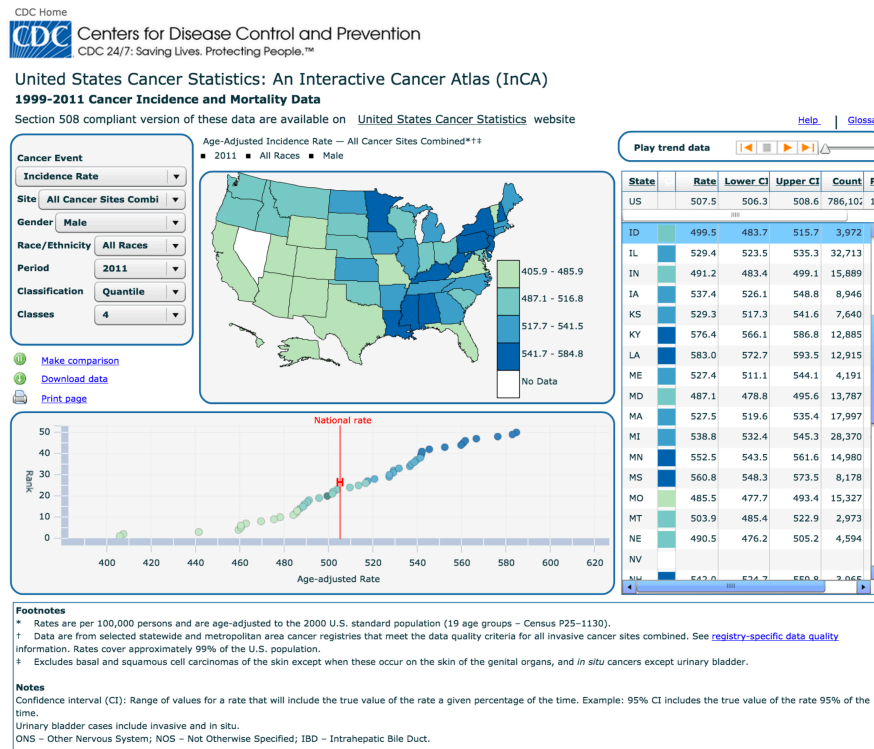 CDC Home
CDC
Centers for Disease Control and Prevention
CDC 24/7: Saving Lives. Protecting People.™
United States Cancer Statistics: An Interactive Cancer Atlas (InCA)
1999-2011 Cancer Incidence and Mortality Data
Section 508 compliant version of these data are available on United States Cancer Statistics website
Help | Glossa
Cancer Event
Incidence Rate
Site All Cancer Sites Combi
Gender Male
Race/Ethnicity All Races
Period 2011
Classification Quantile
Classes 4
Make comparison
Download data
Print page
Age-Adjusted Incidence Rate — All Cancer Sites Combined*†‡
■ 2011 ■ All Races ■ Male
405.9 - 485.9
487.1 - 516.8
517.7 - 541.5
541.7 - 584.8
No Data
Play trend data
State Rate Lower CI Upper CI Count P
US 507.5 506.3 508.6 786,102 1
ID 499.5 483.7 515.7 3,972
IL 529.4 523.5 535.3 32,713
IN 491.2 483.4 499.1 15,889
IA 537.4 526.1 548.8 8,946
KS 529.3 517.3 541.6 7,640
KY 576.4 566.1 586.8 12,885
LA 583.0 572.7 593.5 12,915
ME 527.4 511.1 544.1 4,191
MD 487.1 478.8 495.6 13,787
MA 527.5 519.6 535.4 17,997
MI 538.8 532.4 545.3 28,370
MN 552.5 543.5 561.6 14,980
MS 560.8 548.3 573.5 8,178
MO 485.5 477.7 493.4 15,327
MT 503.9 485.4 522.9 2,973
NE 490.5 476.2 505.2 4,594
NV
NH 542.0 524.7 559.8 3,065
National rate
50
40
30
20
10
0
Rank
400 420 440 460 480 500 520 540 560 580 600 620
Age-adjusted Rate
Footnotes
* Rates are per 100,000 persons and are age-adjusted to the 2000 U.S. standard population (19 age groups – Census P25–1130).
† Data are from selected statewide and metropolitan area cancer registries that meet the data quality criteria for all invasive cancer sites combined. See registry-specific data quality
information. Rates cover approximately 99% of the U.S. population.
‡ Excludes basal and squamous cell carcinomas of the skin except when these occur on the skin of the genital organs, and in situ cancers except urinary bladder.
Notes
Confidence interval (CI): Range of values for a rate that will include the true value of the rate a given percentage of the time. Example: 95% CI includes the true value of the rate 95% of the
time.
Urinary bladder cases include invasive and in situ.
ONS – Other Nervous System; NOS – Not Otherwise Specified; IBD – Intrahepatic Bile Duct.